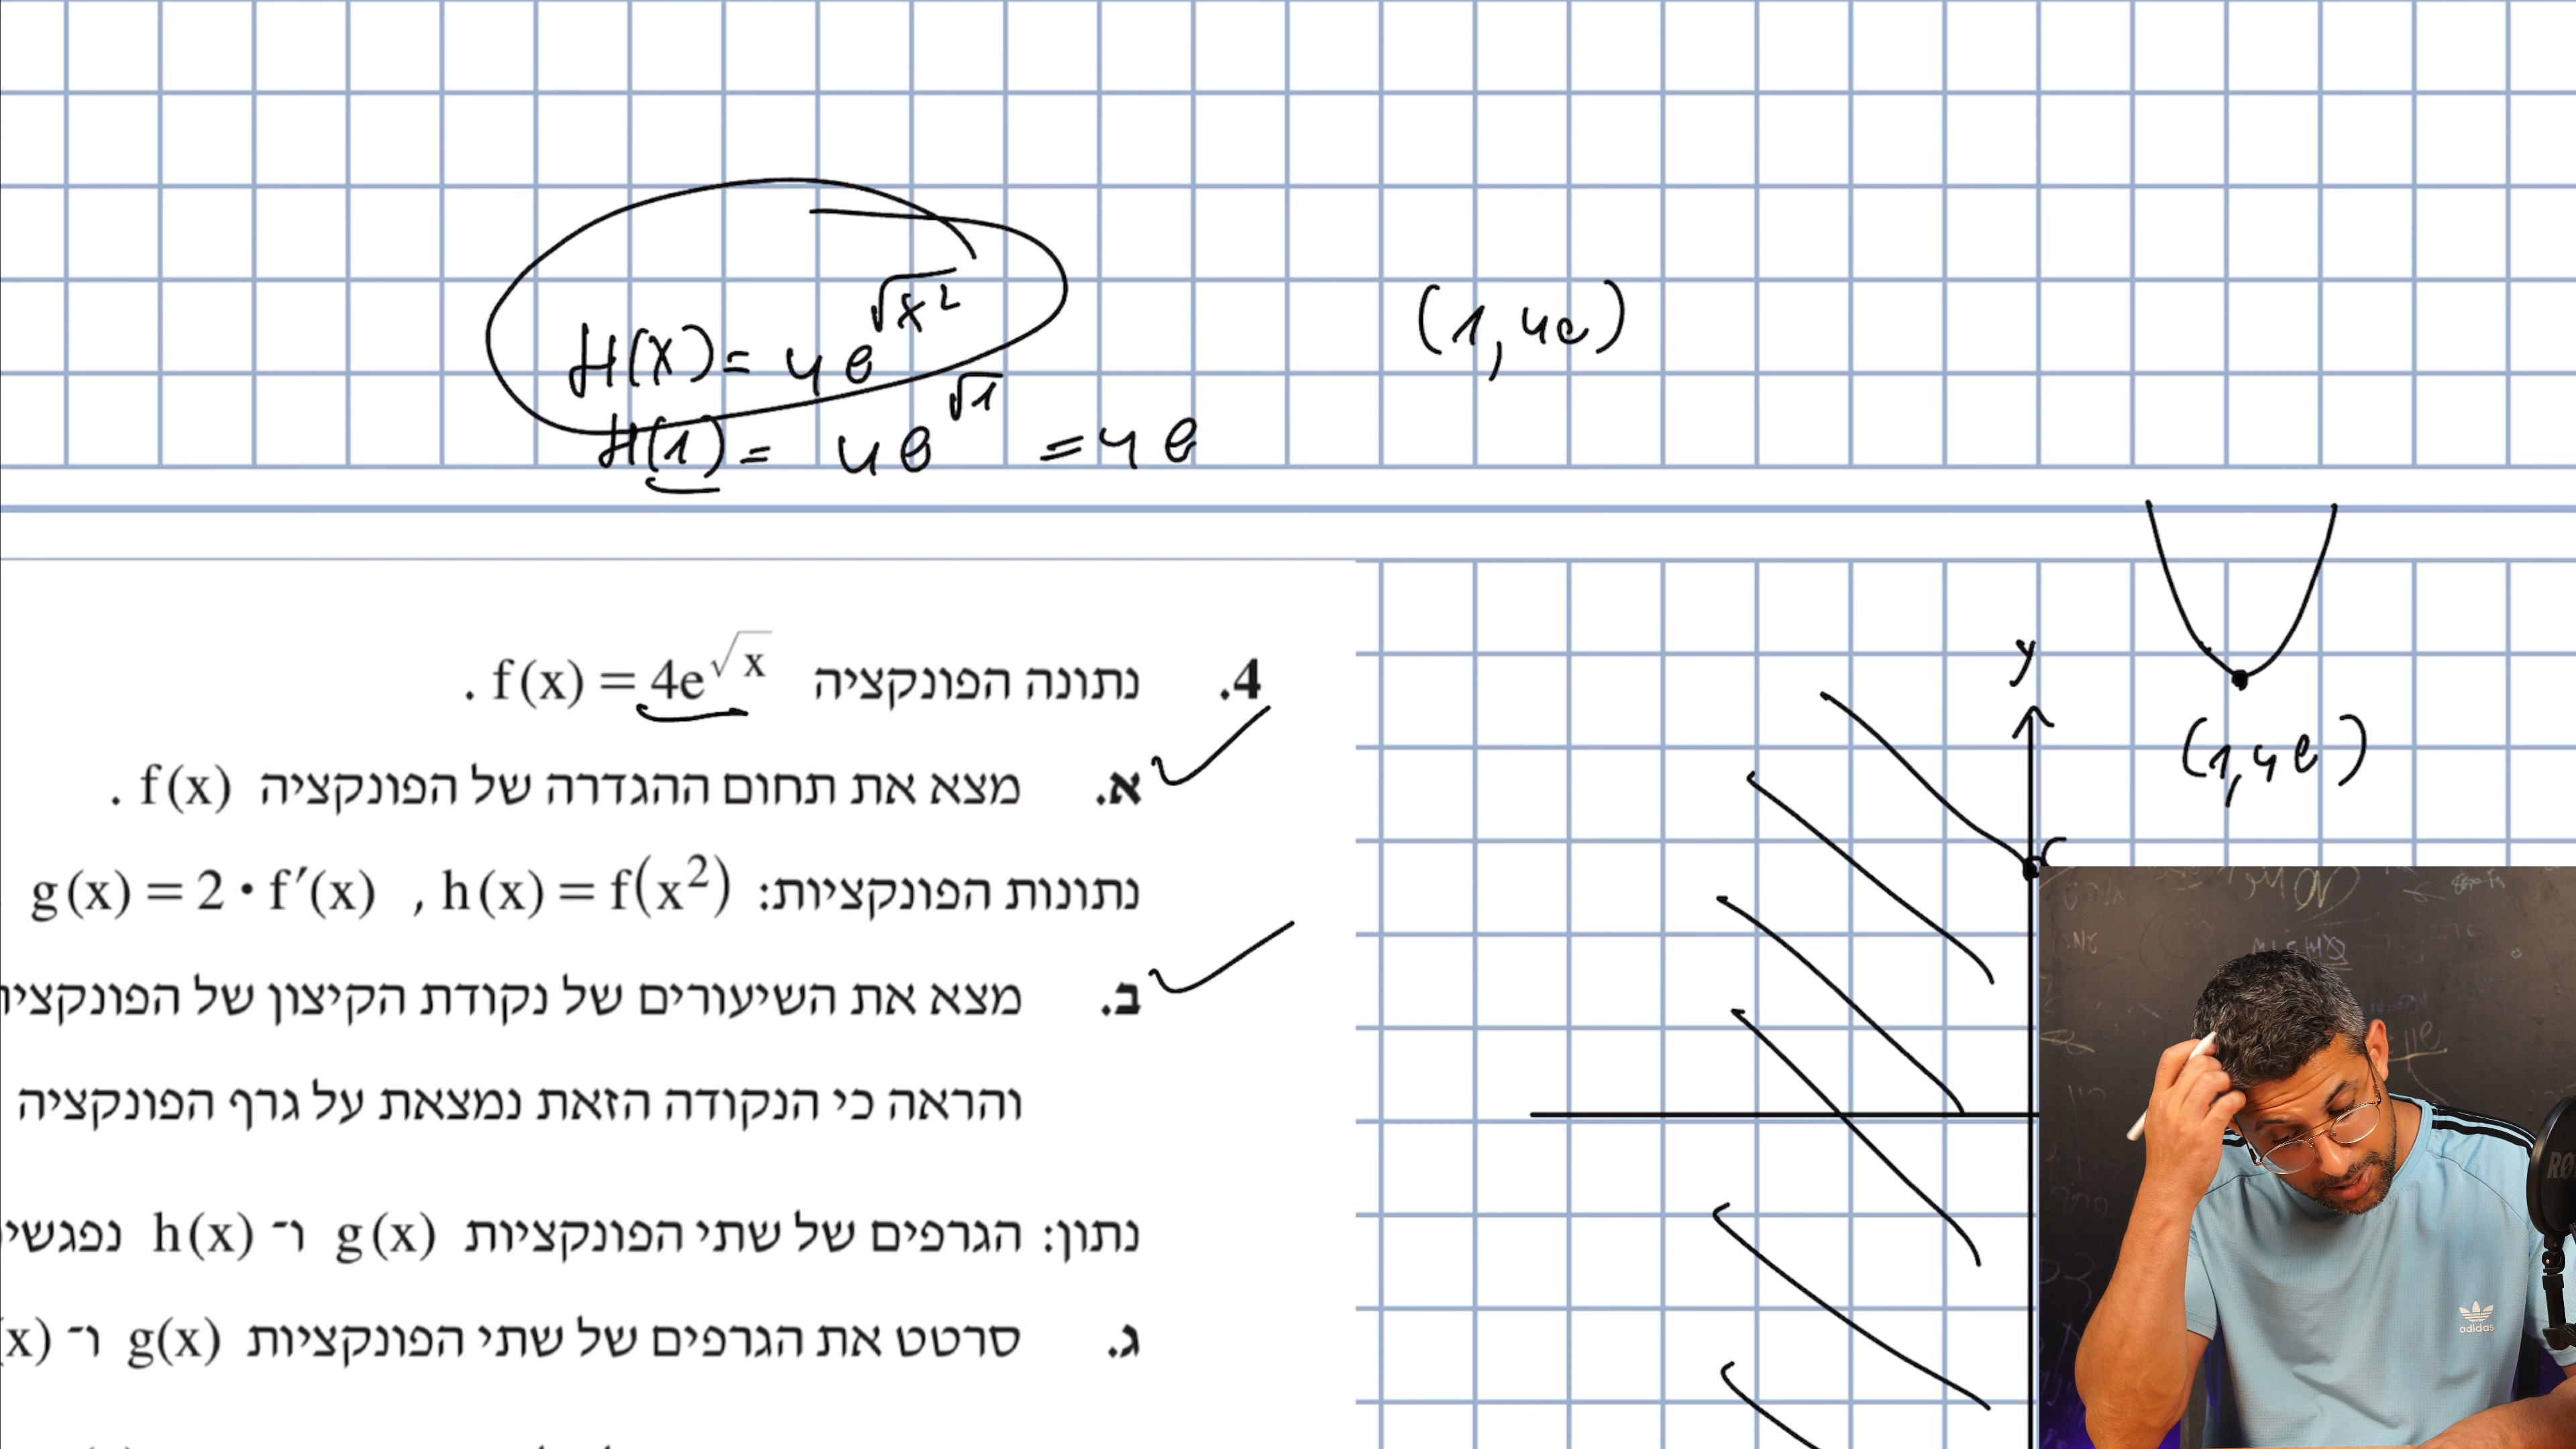 H(x) = 4e^√x²
H(1) = 4e^√1 = 4e
(1, 4e)
4. נתונה הפונקציה f(x) = 4e^√x .
א. מצא את תחום ההגדרה של הפונקציה f(x) .
נתונות הפונקציות: h(x) = f(x²) , g(x) = 2 · f′(x)
ב. מצא את השיעורים של נקודת הקיצון של
והראה כי הנקודה הזאת נמצאת על גרף הפונקציה
נתון: הגרפים של שתי הפונקציות g(x) ו־ h(x)
ג. סרטט את הגרפים של שתי הפונקציות g(x) ו־ x)
y
(1, 4e)
adidas